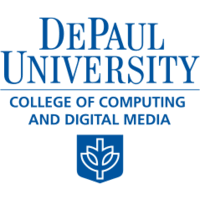 DEPAUL
UNIVERSITY
COLLEGE OF COMPUTING
AND DIGITAL MEDIA